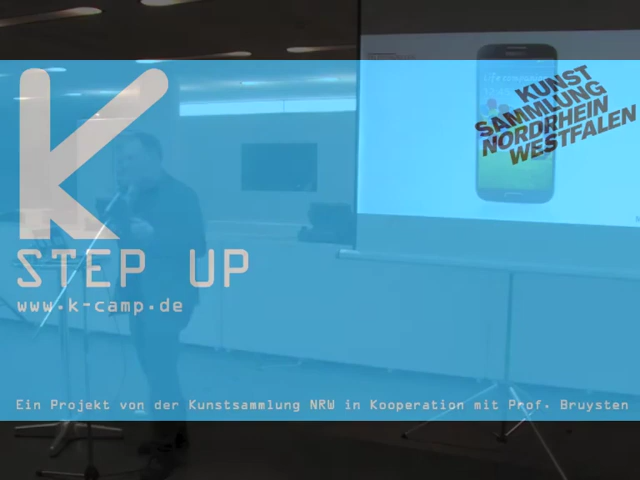 K
STEP UP
www.k-camp.de
KUNST
SAMMLUNG
NORDRHEIN
WESTFALEN
Ein Projekt von der Kunstsammlung NRW in Kooperation mit Prof. Bruysten